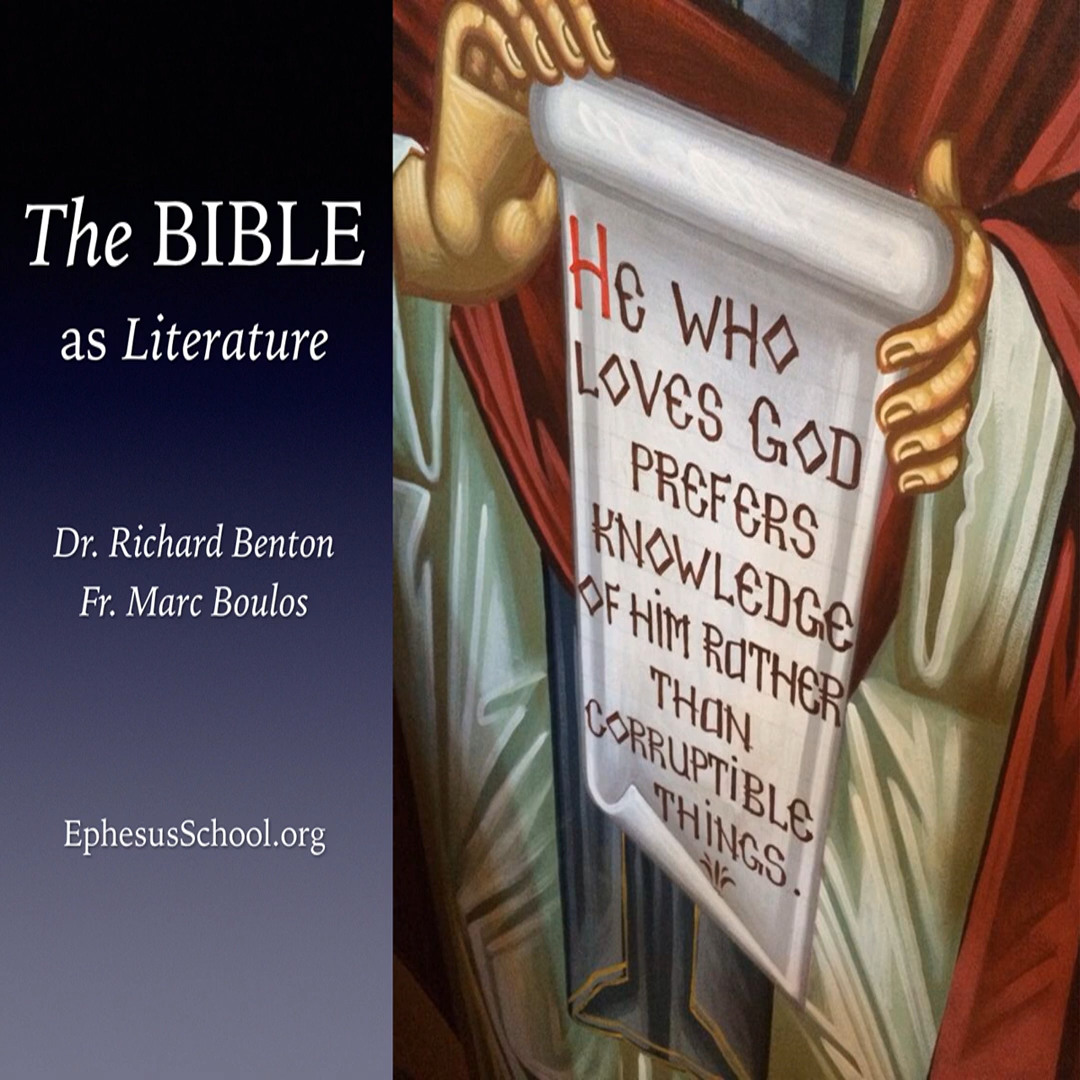 The BIBLE
as Literature
Dr. Richard Benton
Fr. Marc Boulos
EphesusSchool.org
HE WHO
LOVES GOD
PREFERS
KNOWLEDGE
OF HIM RATHER
THAN
CORRUPTIBLE
THINGS.